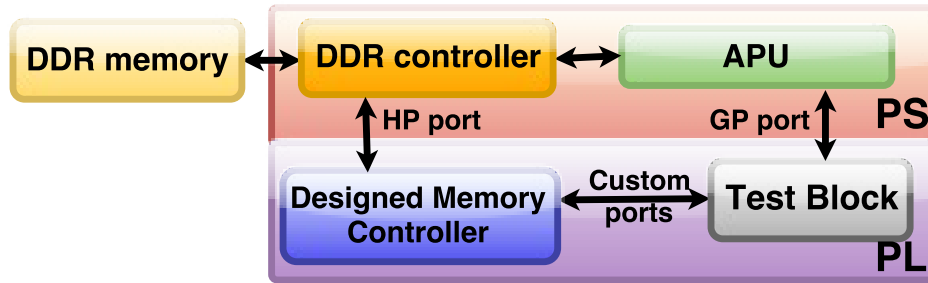 DDR memory
DDR controller
APU
HP port
GP port
PS
Designed Memory
Controller
Custom
ports
Test Block
PL